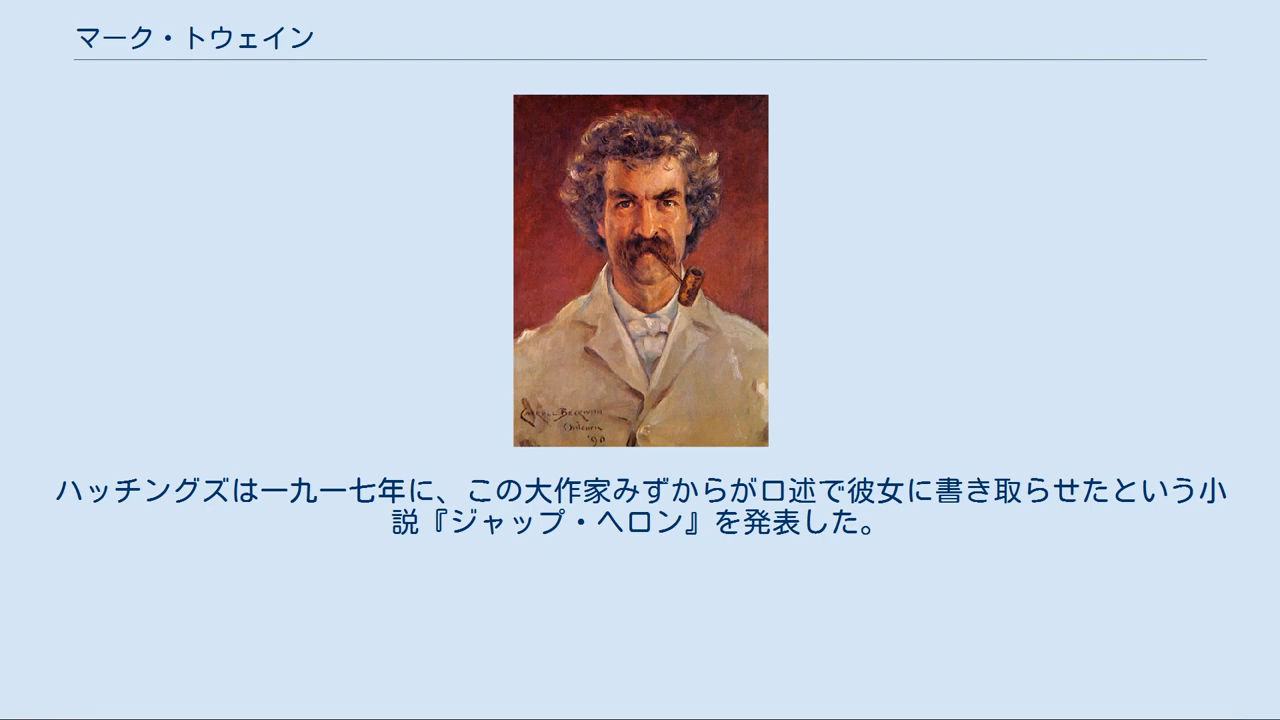 マーク・トウェイン
Carroll Beckwith
'90
ハッチングズは一九一七年に、この大作家みずからが口述で彼女に書き取らせたという小
説『ジャップ・ヘロン』を発表した。